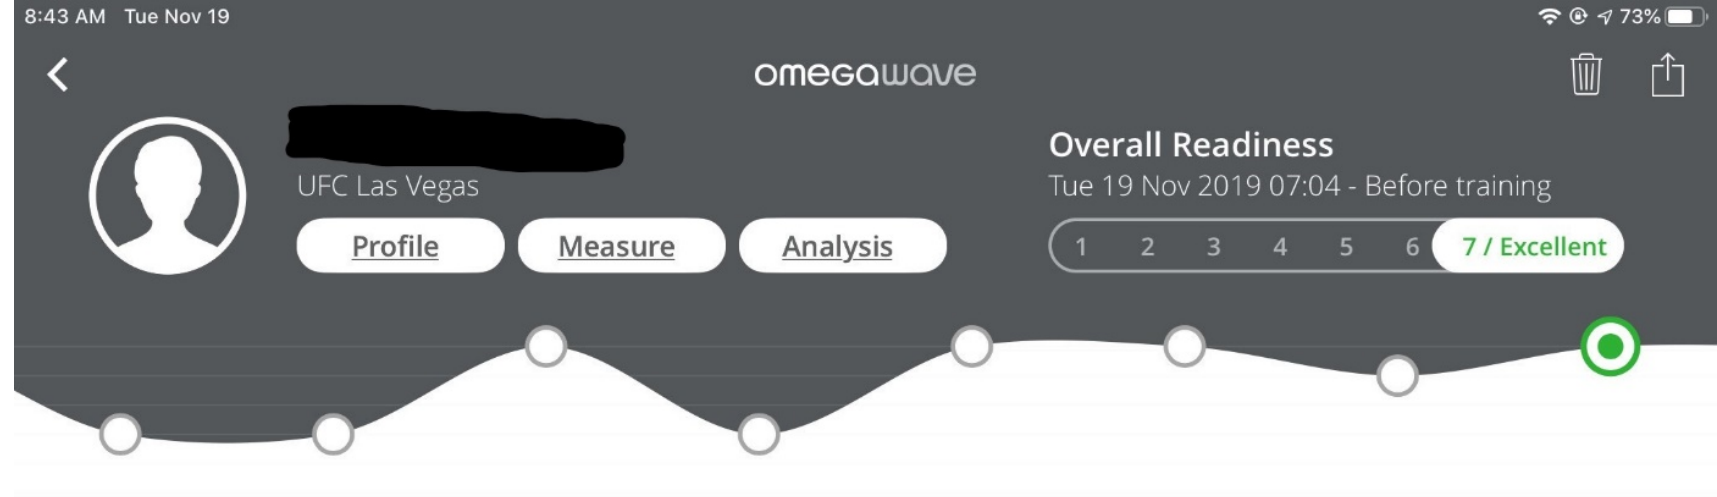 8:43 AM Tue Nov 19 73%
omegawave
Overall Readiness
UFC Las Vegas
Tue 19 Nov 2019 07:04 - Before training
Profile Measure Analysis
1 2 3 4 5 6 7 / Excellent